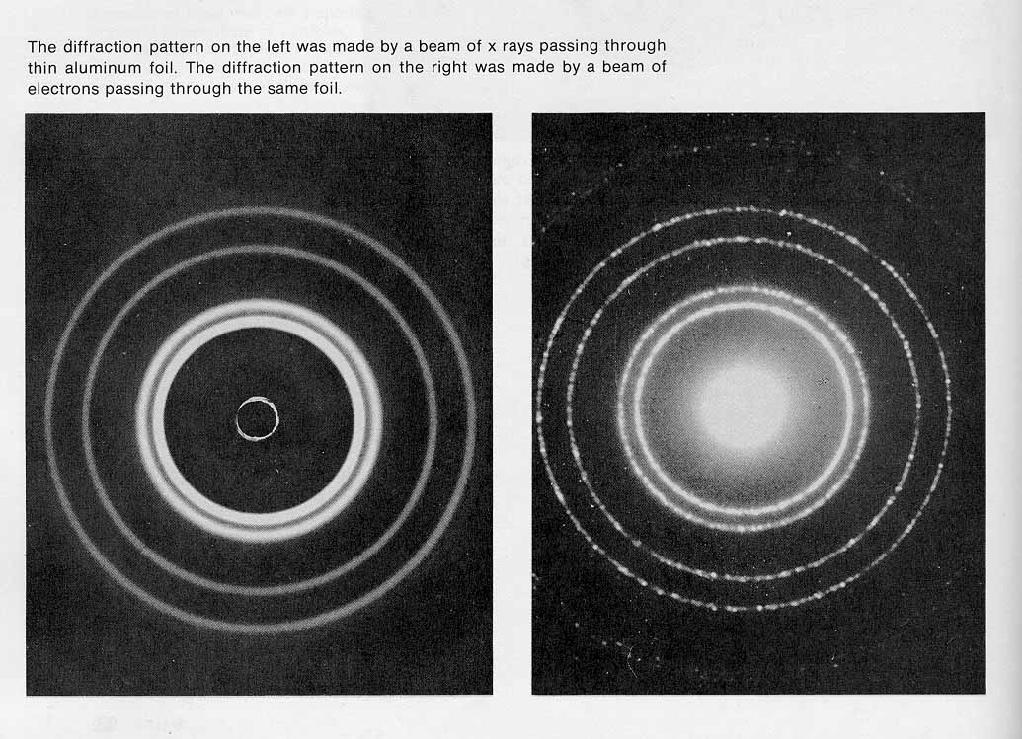 The diffraction pattern on the left was made by a beam of x rays passing through
thin aluminum foil. The diffraction pattern on the right was made by a beam of
electrons passing through the same foil.